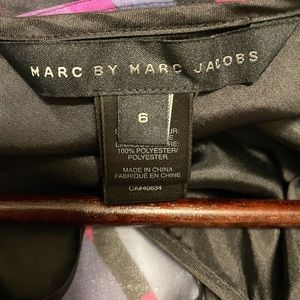 MARC BY MARC JACOBS
6
100% POLYESTER/
POLYESTER
MADE IN CHINA
FABRIQUÉ EN CHINE
CA#40634